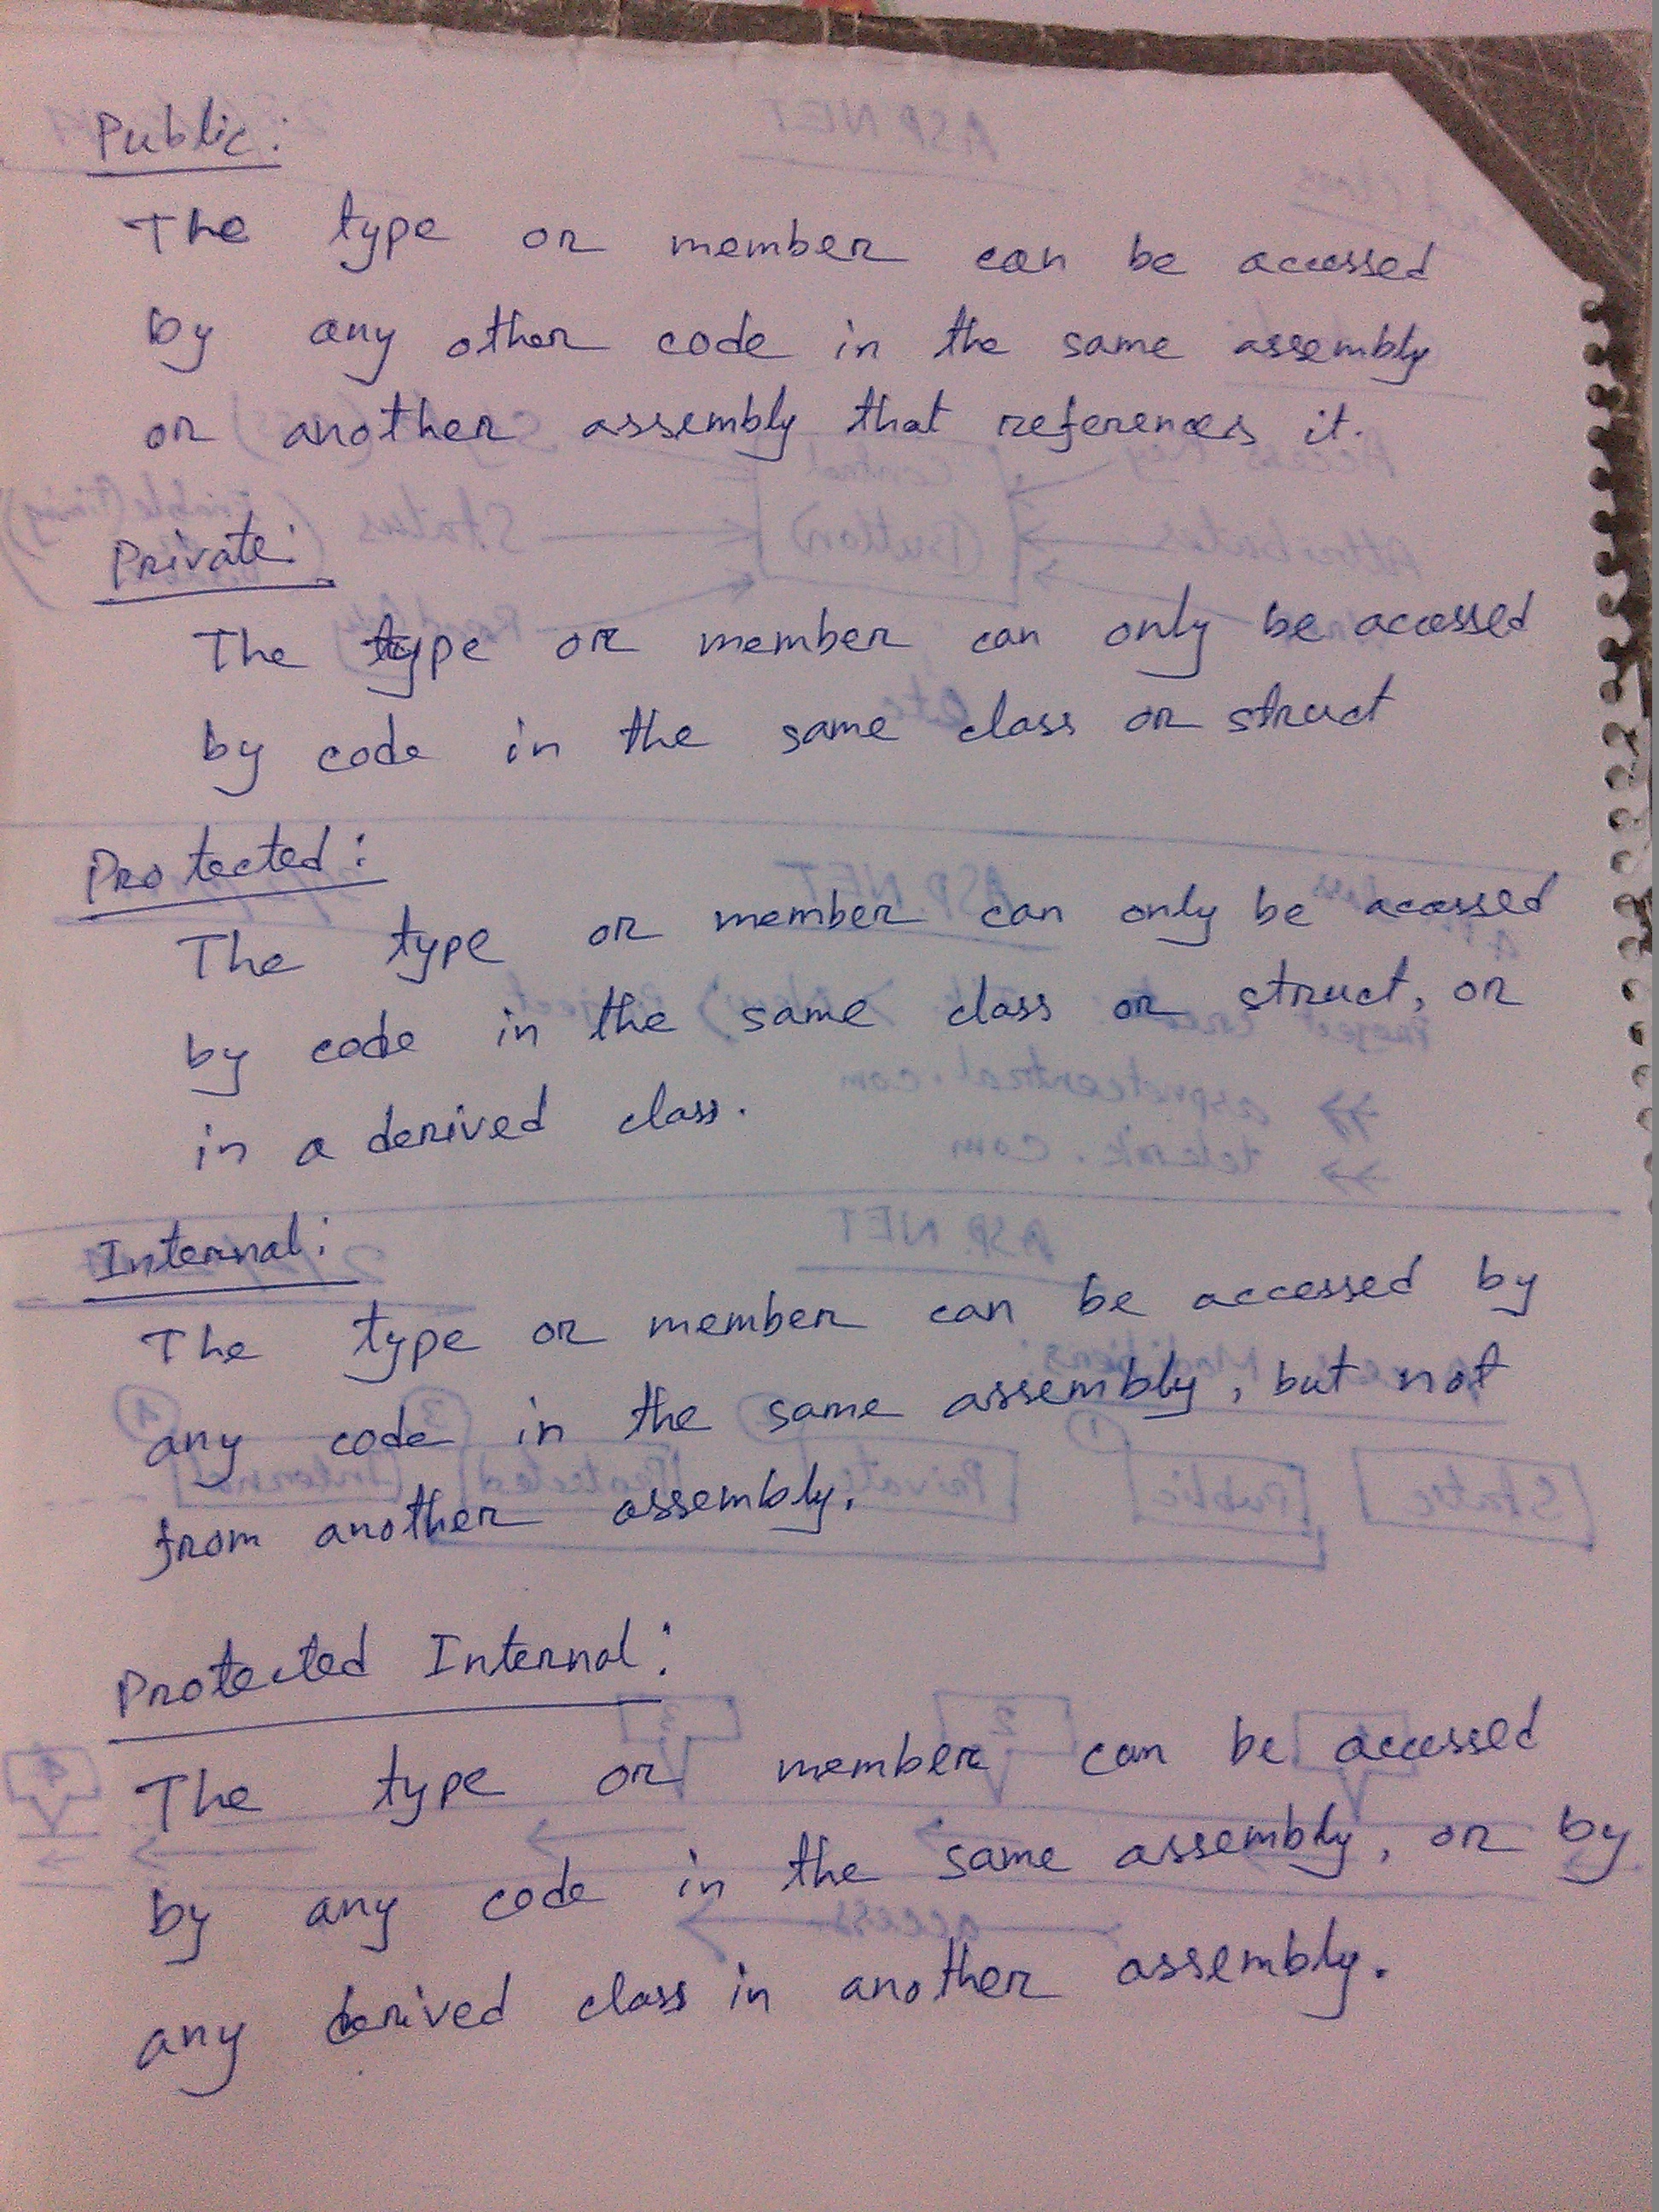 Public:
The type or member can be accessed
by any other code in the same assembly
or another assembly that references it.
Private:
The type or member can only be accessed
by code in the same class or struct
Protected:
The type or member can only be accessed
by code in the same class or struct, or
in a derived class.
Internal:
The type or member can be accessed by
any code in the same assembly, but not
from another assembly.
Protected Internal:
The type or member can be accessed
by any code in the same assembly, or by
any derived class in another assembly.